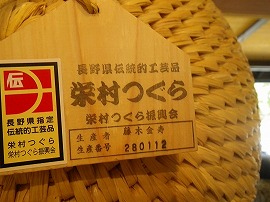 長野県伝統的工芸品
栄村つぐら
栄村つぐら振興会
生産者 藤木金寿
生産番号 280112
伝
長野県指定
伝統的工芸品
栄村つぐら
栄村つぐら振興会